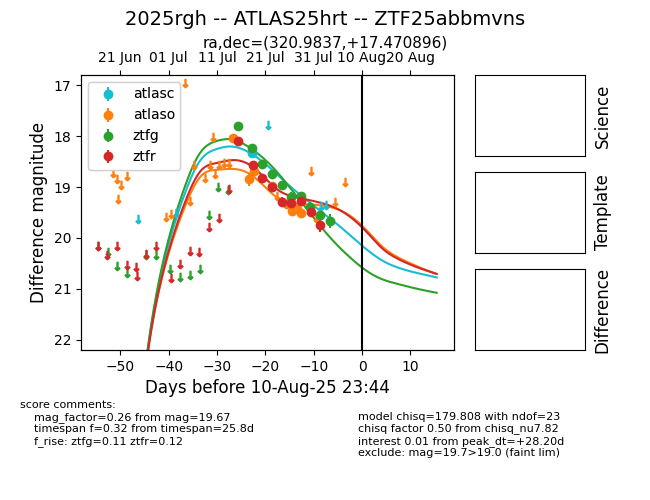 2025rgh -- ATLAS25hrt -- ZTF25abbmvns
ra,dec=(320.9837,+17.470896)
21 Jun 01 Jul 11 Jul 21 Jul 31 Jul 10 Aug 20 Aug
atlasc
atlaso
ztfg
ztfr
17
18
19
20
21
22
Difference magnitude
−50 −40 −30 −20 −10 0 10
Days before 10-Aug-25 23:44
Science
Template
Difference
score comments:
mag_factor=0.26 from mag=19.67
timespan f=0.32 from timespan=25.8d
f_rise: ztfg=0.11 ztfr=0.12
model chisq=179.808 with ndof=23
chisq factor 0.50 from chisq_nu7.82
interest 0.01 from peak_dt=+28.20d
exclude: mag=19.7>19.0 (faint lim)